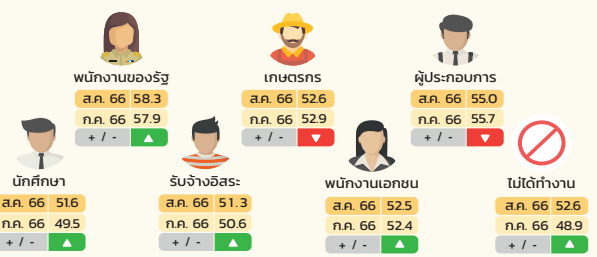 พนักงานของรัฐ
ส.ค. 66 58.3
ก.ค. 66 57.9
+ / -
เกษตรกร
ส.ค. 66 52.6
ก.ค. 66 52.9
+ / -
ผู้ประกอบการ
ส.ค. 66 55.0
ก.ค. 66 55.7
+ / -
นักศึกษา
ส.ค. 66 51.6
ก.ค. 66 49.5
+ / -
รับจ้างอิสระ
ส.ค. 66 51.3
ก.ค. 66 50.6
+ / -
พนักงานเอกชน
ส.ค. 66 52.5
ก.ค. 66 52.4
+ / -
ไม่ได้ทำงาน
ส.ค. 66 52.6
ก.ค. 66 48.9
+ / -